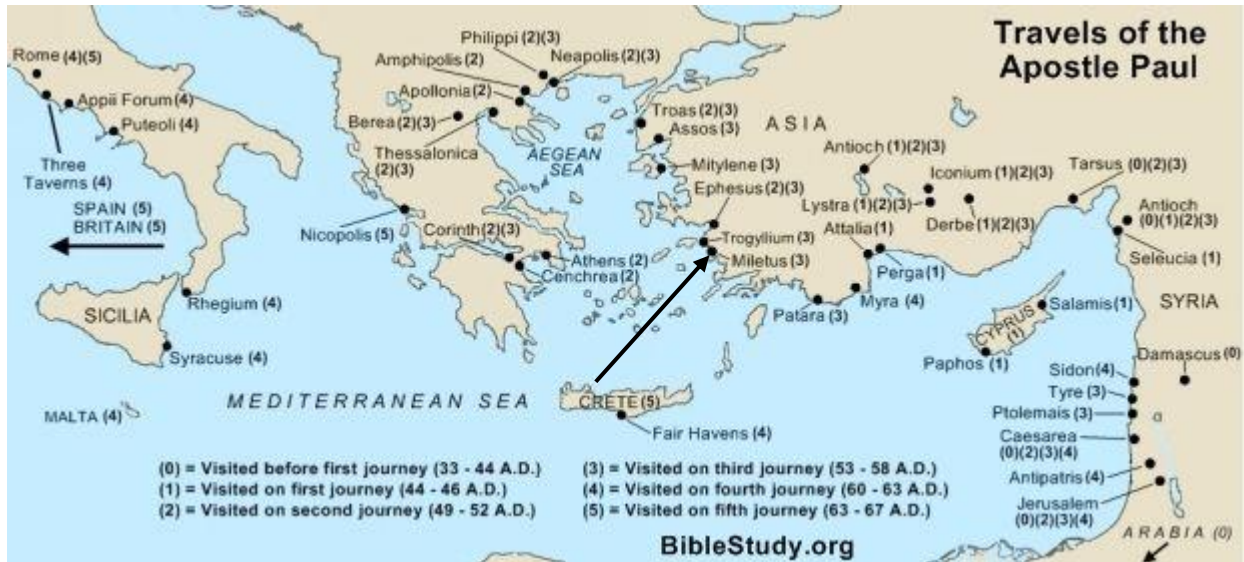 Travels of the
Apostle Paul
Rome (4)(5)
Appii Forum (4)
Puteoli (4)
Three
Taverns (4)
SPAIN (5)
BRITAIN (5)
Rhegium (4)
SICILIA
Syracuse (4)
MALTA (4)
Philippi (2)(3)
Neapolis (2)(3)
Amphipolis (2)
Apollonia (2)
Berea (2)(3)
Thessalonica
(2)(3)
AEGEAN
SEA
Nicopolis (5)
Corinth (2)(3)
Athens (2)
Cenchrea (2)
Troas (2)(3)
Assos (3)
ASIA
Mitylene (3)
Ephesus (2)(3)
Trogyllium (3)
Miletus (3)
Antioch (1)(2)(3)
Iconium (1)(2)(3)
Lystra (1)(2)(3)
Derbe (1)(2)(3)
Tarsus (0)(2)(3)
Antioch
(0)(1)(2)(3)
Seleucia (1)
Attalia (1)
Perga (1)
Patara (3)
Myra (4)
SYRIA
Salamis (1)
CYPRUS
(1)
Paphos (1)
Damascus (0)
Sidon (4)
Tyre (3)
Ptolemais (3)
Caesarea
(0)(2)(3)(4)
Antipatris (4)
Jerusalem
(0)(2)(3)(4)
ARABIA (0)
MEDITERRANEAN SEA
CRETE (5)
Fair Havens (4)
(0) = Visited before first journey (33 - 44 A.D.)
(1) = Visited on first journey (44 - 46 A.D.)
(2) = Visited on second journey (49 - 52 A.D.)
(3) = Visited on third journey (53 - 58 A.D.)
(4) = Visited on fourth journey (60 - 63 A.D.)
(5) = Visited on fifth journey (63 - 67 A.D.)
BibleStudy.org